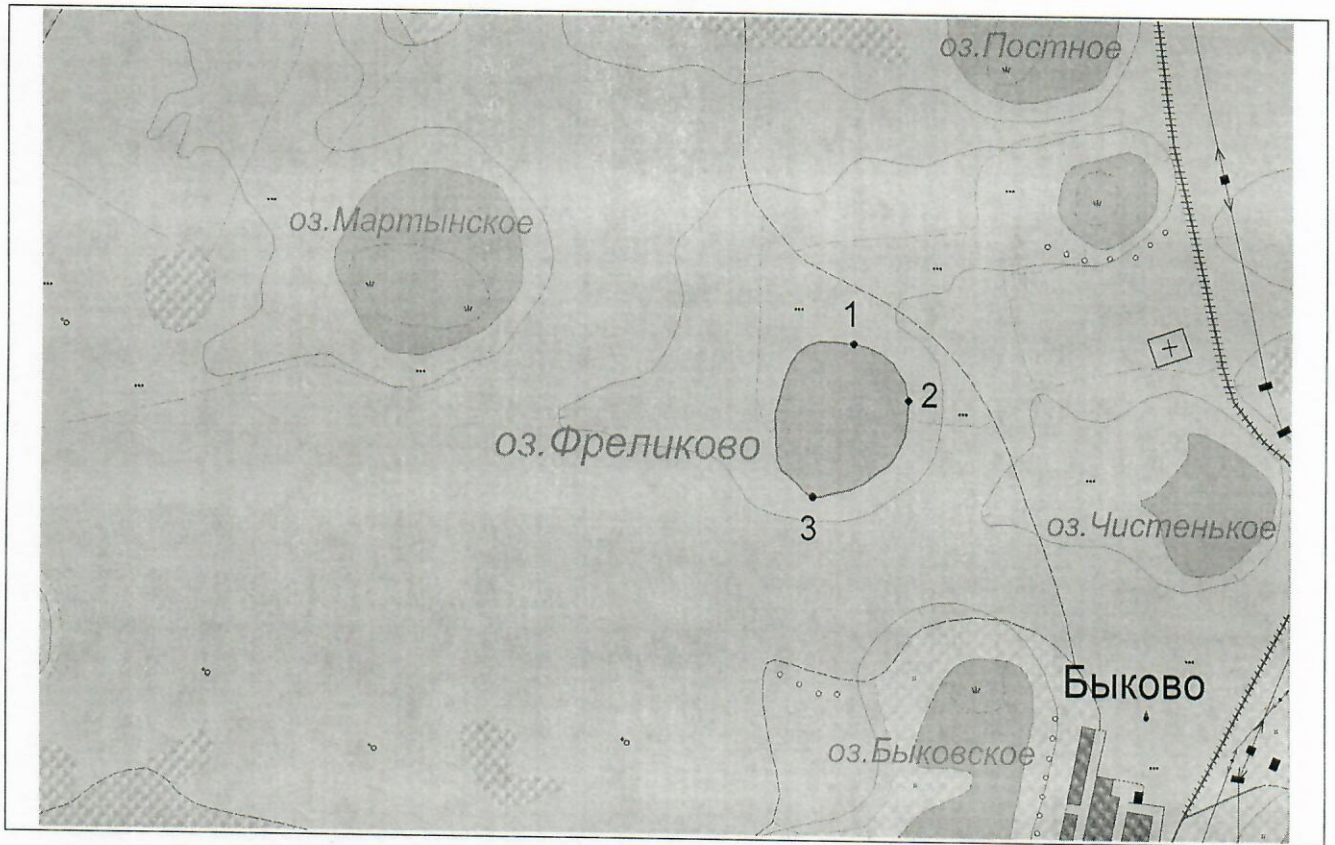 оз.Постное
оз.Мартынское
1
2
оз.Фреликово
3
оз.Чистенькое
Быково
оз.Быковское